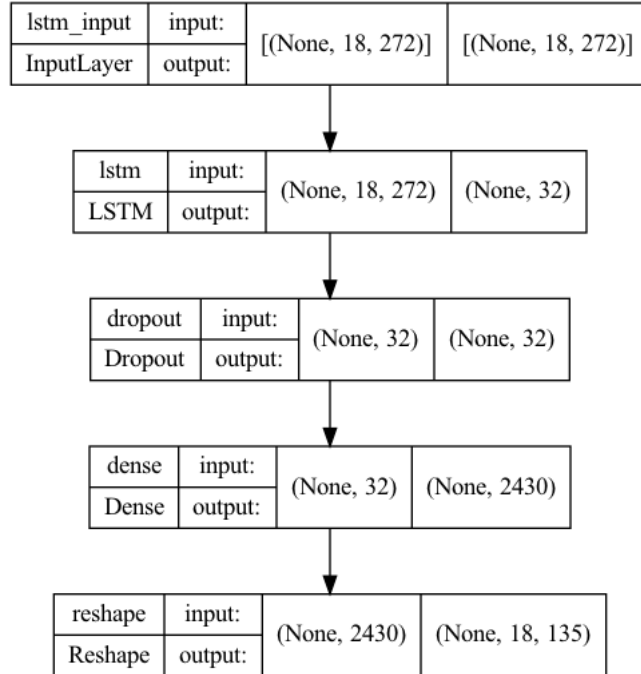 lstm_input input: [(None, 18, 272)] [(None, 18, 272)]
InputLayer output:
lstm input: (None, 18, 272) (None, 32)
LSTM output:
dropout input: (None, 32) (None, 32)
Dropout output:
dense input: (None, 32) (None, 2430)
Dense output:
reshape input: (None, 2430) (None, 18, 135)
Reshape output: